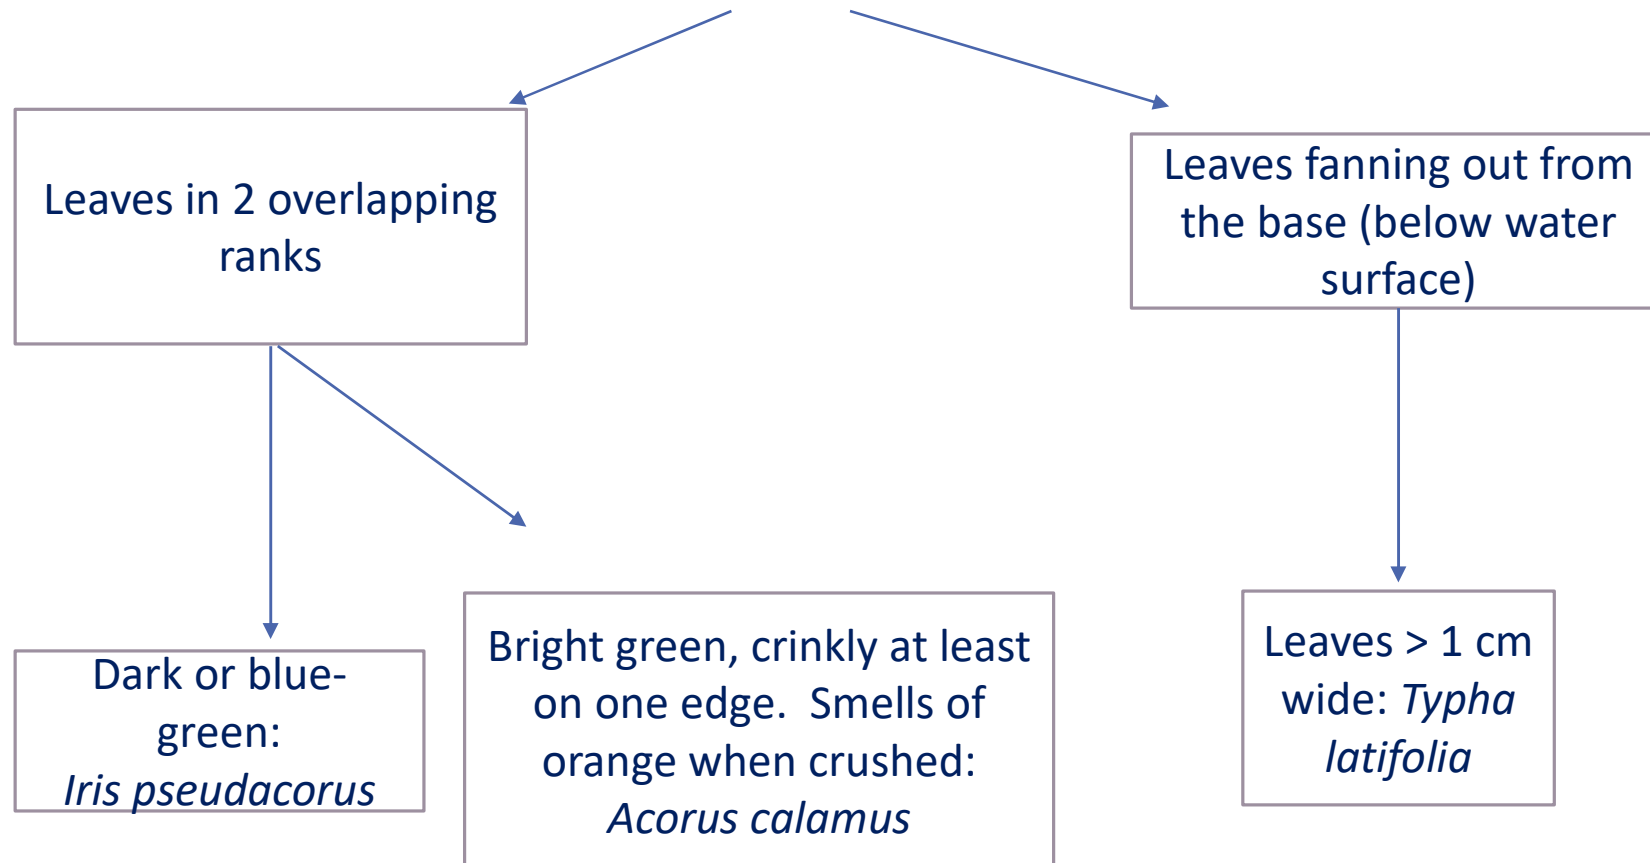 Leaves in 2 overlapping
ranks
Leaves fanning out from
the base (below water
surface)
Dark or blue-
green:
Iris pseudacorus
Bright green, crinkly at least
on one edge.  Smells of
orange when crushed:
Acorus calamus
Leaves > 1 cm
wide: Typha
latifolia